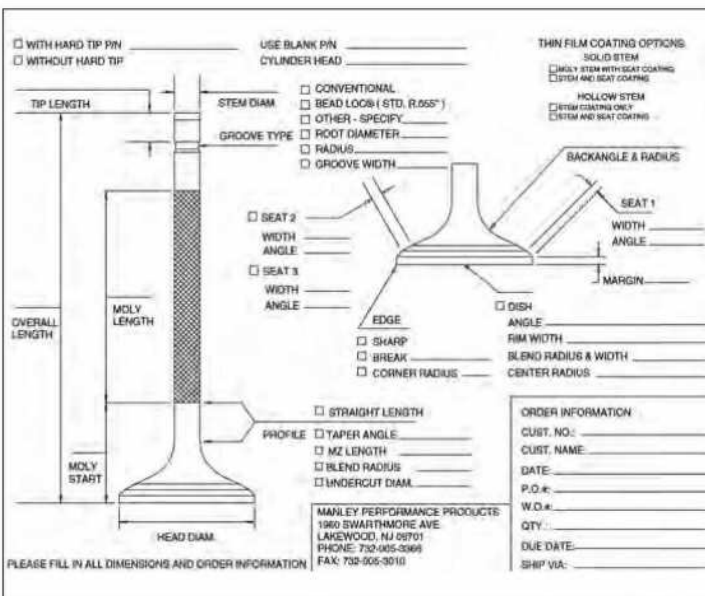 WITH HARD TIP P/N
WITHOUT HARD TIP
USE BLANK P/N
CYLINDER HEAD
THIN FILM COATING OPTIONS
SOLID STEM
MOLY STEM WITH SEAT COATING
STEM AND SEAT COATING
HOLLOW STEM
STEM COATING ONLY
STEM AND SEAT COATING
TIP LENGTH
STEM DIAM.
GROOVE TYPE
CONVENTIONAL
BEAD LOC® ( STD. R.055" )
OTHER - SPECIFY
ROOT DIAMETER
RADIUS
GROOVE WIDTH
BACKANGLE & RADIUS
SEAT 1
WIDTH
ANGLE
MARGIN
SEAT 2
WIDTH
ANGLE
SEAT 3
WIDTH
ANGLE
EDGE
SHARP
BREAK
CORNER RADIUS
DISH
ANGLE
RIM WIDTH
BLEND RADIUS & WIDTH
CENTER RADIUS
OVERALL
LENGTH
MOLY
LENGTH
MOLY
START
PROFILE
STRAIGHT LENGTH
TAPER ANGLE
MZ LENGTH
BLEND RADIUS
UNDERCUT DIAM.
HEAD DIAM.
PLEASE FILL IN ALL DIMENSIONS AND ORDER INFORMATION
MANLEY PERFORMANCE PRODUCTS
1960 SWARTHMORE AVE.
LAKEWOOD, NJ
PHONE:
FAX:
ORDER INFORMATION
CUST. NO.:
CUST. NAME:
DATE:
P.O.#:
W.O.#:
QTY.:
DUE DATE:
SHIP VIA: